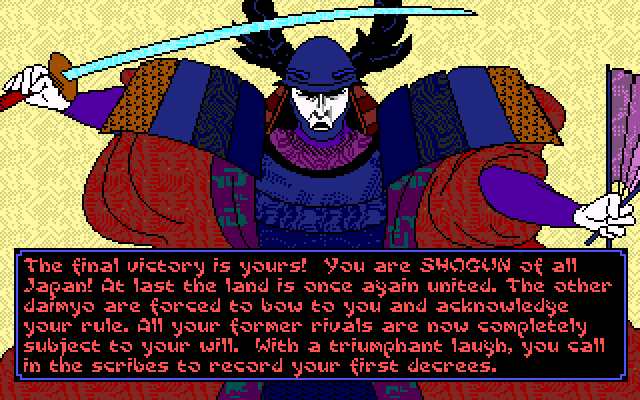 The final victory is yours!  You are SHOGUN of all
Japan! At last the land is once again united. The other
daimyo are forced to bow to you and acknowledge
your rule. All your former rivals are now completely
subject to your will.  With a triumphant laugh, you call
in the scribes to record your first decrees.